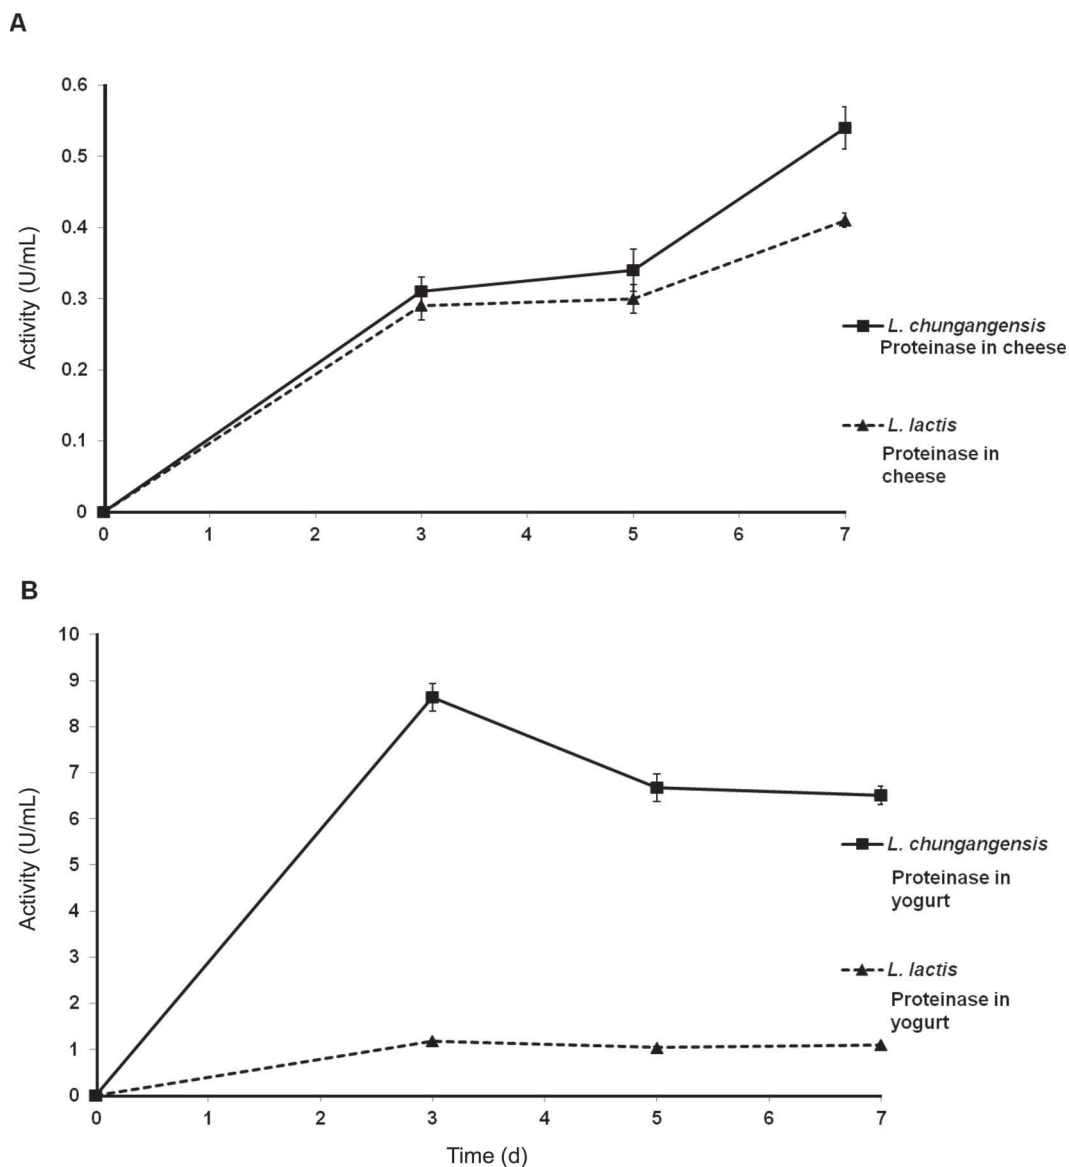 A
0.6
0.5
0.4
0.3
0.2
0.1
0
Activity (U/mL)
0 1 2 3 4 5 6 7
L. chungangensis
Proteinase in cheese
L. lactis
Proteinase in
cheese
B
10
9
8
7
6
5
4
3
2
1
0
Activity (U/mL)
0 1 2 3 4 5 6 7
Time (d)
L. chungangensis
Proteinase in
yogurt
L. lactis
Proteinase in
yogurt